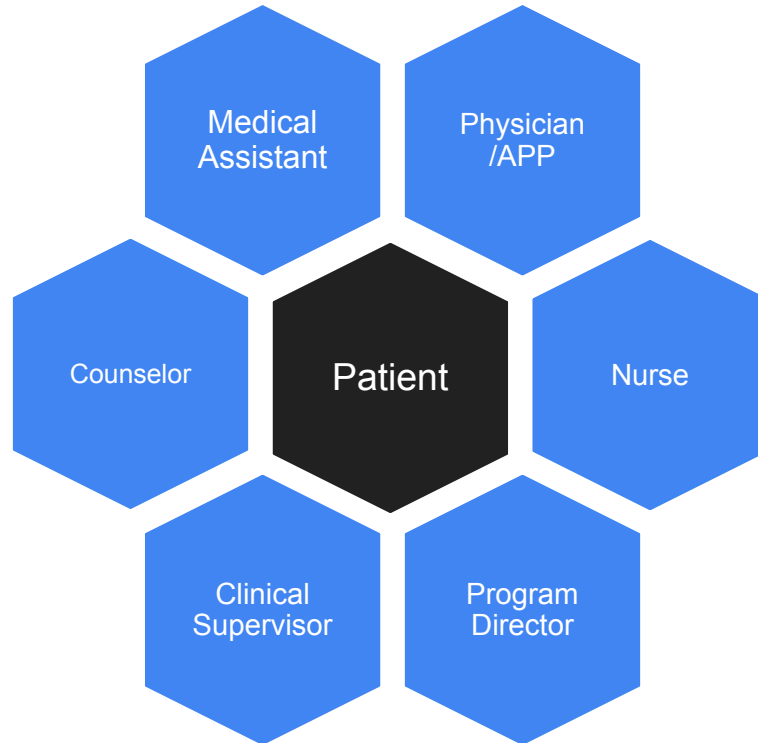 Medical
Assistant
Physician
/APP
Counselor
Patient
Nurse
Clinical
Supervisor
Program
Director